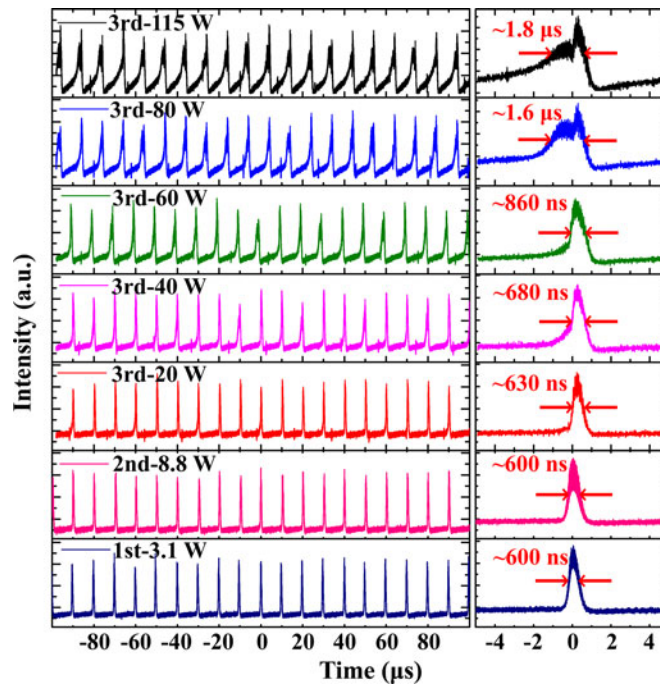 3rd-115 W
~1.8 μs
3rd-80 W
~1.6 μs
3rd-60 W
~860 ns
3rd-40 W
~680 ns
3rd-20 W
~630 ns
2nd-8.8 W
~600 ns
1st-3.1 W
~600 ns
Intensity (a.u.)
-80 -60 -40 -20 0 20 40 60 80 -4 -2 0 2 4
Time (μs)